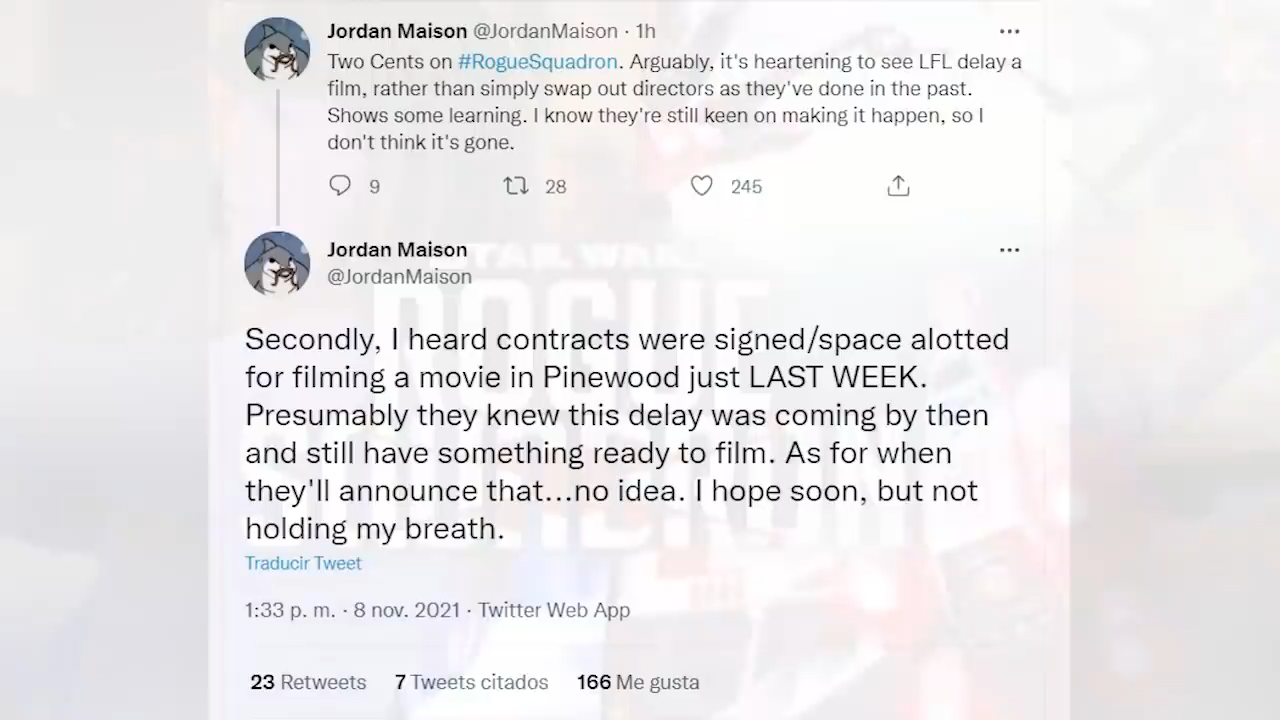 Jordan Maison @JordanMaison · 1h
Two Cents on #RogueSquadron. Arguably, it's heartening to see LFL delay a
film, rather than simply swap out directors as they've done in the past.
Shows some learning. I know they're still keen on making it happen, so I
don't think it's gone.
9 28 245
Jordan Maison
@JordanMaison
Secondly, I heard contracts were signed/space alotted
for filming a movie in Pinewood just LAST WEEK.
Presumably they knew this delay was coming by then
and still have something ready to film. As for when
they'll announce that...no idea. I hope soon, but not
holding my breath.
Traducir Tweet
1:33 p. m. · 8 nov. 2021 · Twitter Web App
23 Retweets 7 Tweets citados 166 Me gusta
STAR WARS
ROGUE
SQUADRON